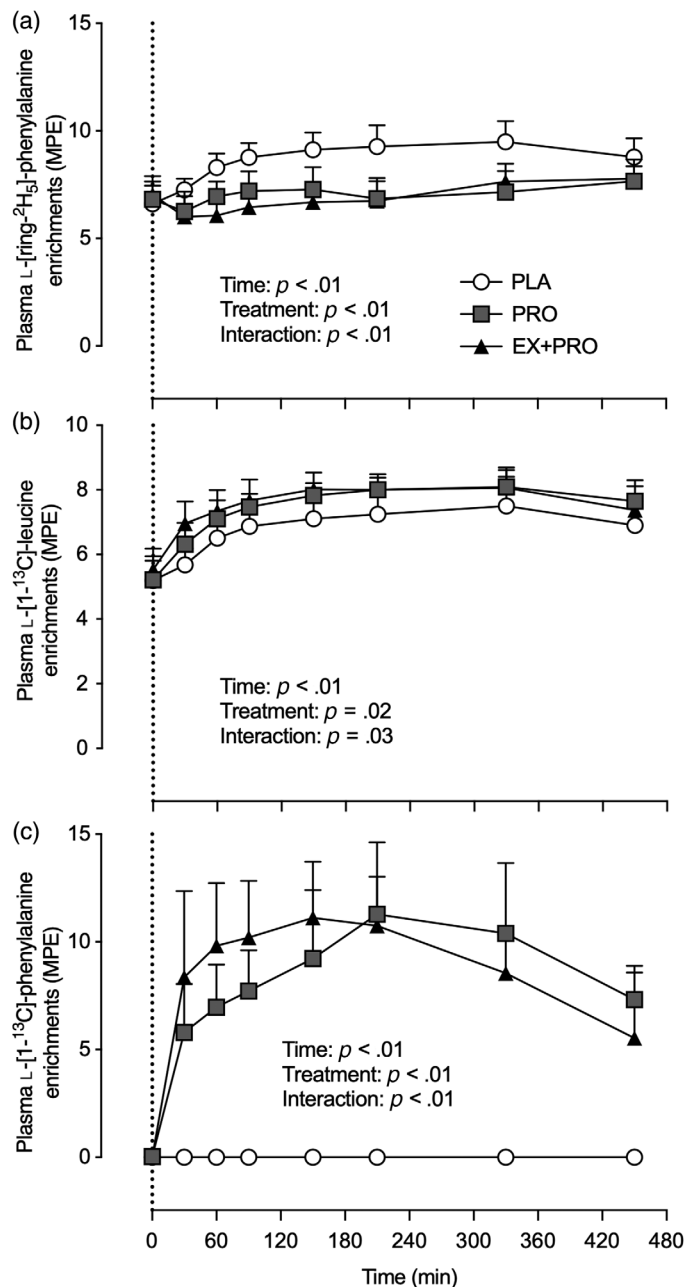 (a)
Plasma L-[ring-²H₅]-phenylalanine
enrichments (MPE)
15
10
5
0
Time: p < .01
Treatment: p < .01
Interaction: p < .01
PLA
PRO
EX+PRO
(b)
Plasma L-[1-¹³C]-leucine
enrichments (MPE)
10
8
6
4
2
0
Time: p < .01
Treatment: p = .02
Interaction: p = .03
(c)
Plasma L-[1-¹³C]-phenylalanine
enrichments (MPE)
15
10
5
0
Time: p < .01
Treatment: p < .01
Interaction: p < .01
0 60 120 180 240 300 360 420 480
Time (min)